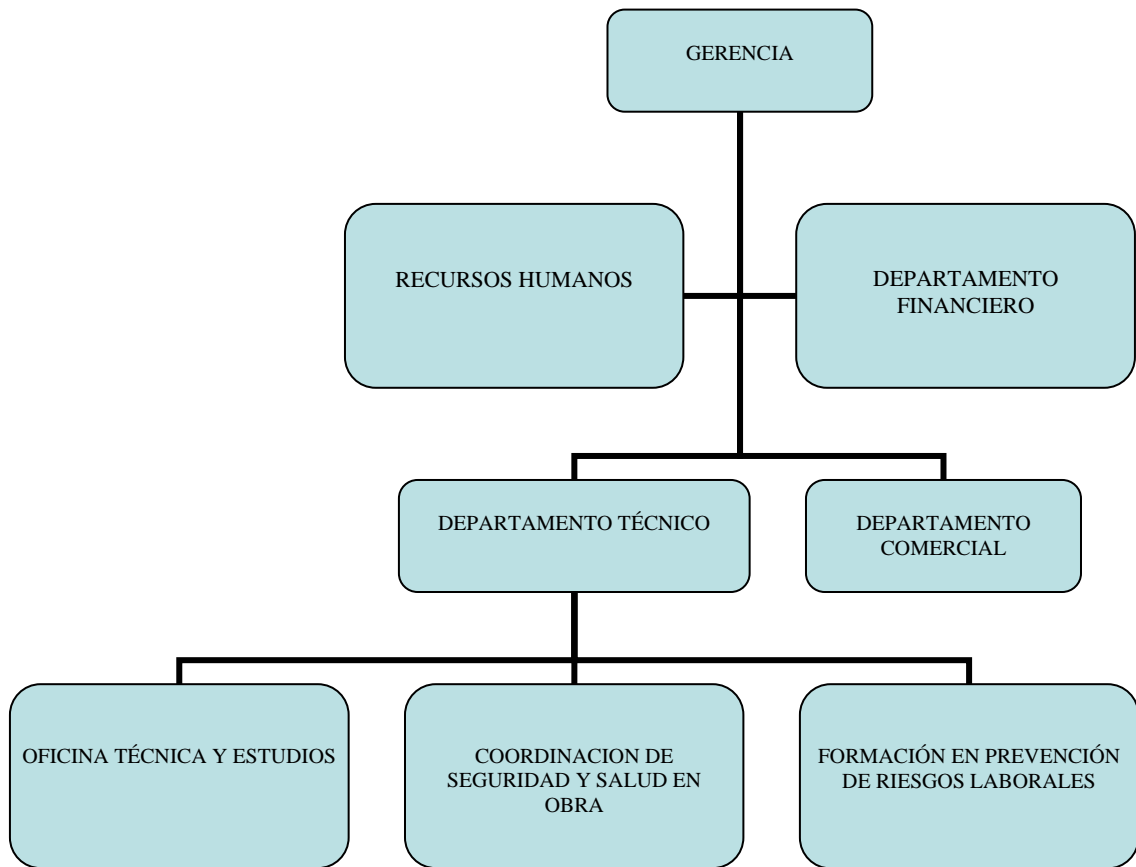 GERENCIA
RECURSOS HUMANOS
DEPARTAMENTO
FINANCIERO
DEPARTAMENTO TÉCNICO
DEPARTAMENTO
COMERCIAL
OFICINA TÉCNICA Y ESTUDIOS
COORDINACION DE
SEGURIDAD Y SALUD EN
OBRA
FORMACIÓN EN PREVENCIÓN
DE RIESGOS LABORALES